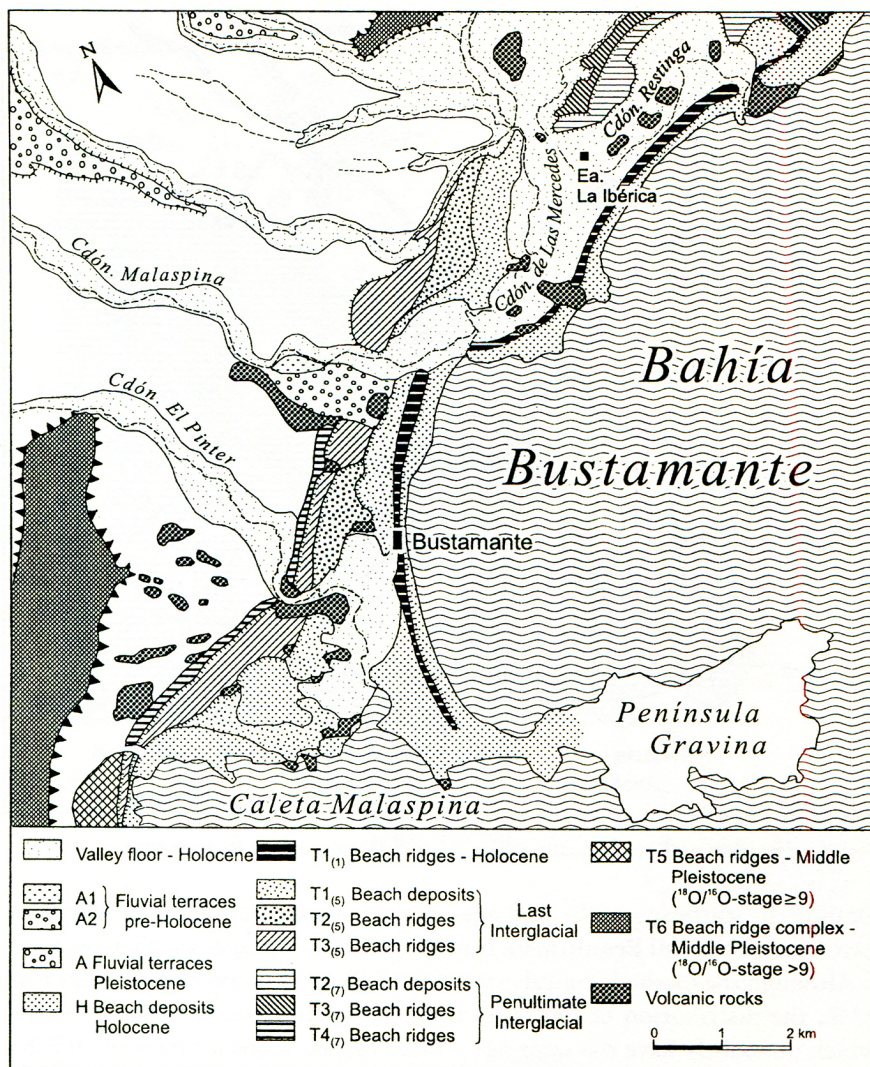 N
Cdón. Restinga
Ea.
La Ibérica
Cdón. de Las Mercedes
Cdón. Malaspina
Cdón. El Pinter
Bahía
Bustamante
Bustamante
Península
Gravina
Caleta Malaspina
Valley floor - Holocene
A1
A2
Fluvial terraces
pre-Holocene
A Fluvial terraces
Pleistocene
H Beach deposits
Holocene
T1(1) Beach ridges - Holocene
T1(5) Beach deposits
T2(5) Beach ridges
T3(5) Beach ridges
Last
Interglacial
T2(7) Beach deposits
T3(7) Beach ridges
T4(7) Beach ridges
Penultimate
Interglacial
T5 Beach ridges - Middle
Pleistocene
(¹⁸O/¹⁶O-stage≥9)
T6 Beach ridge complex -
Middle Pleistocene
(¹⁸O/¹⁶O-stage >9)
Volcanic rocks
0 1 2 km